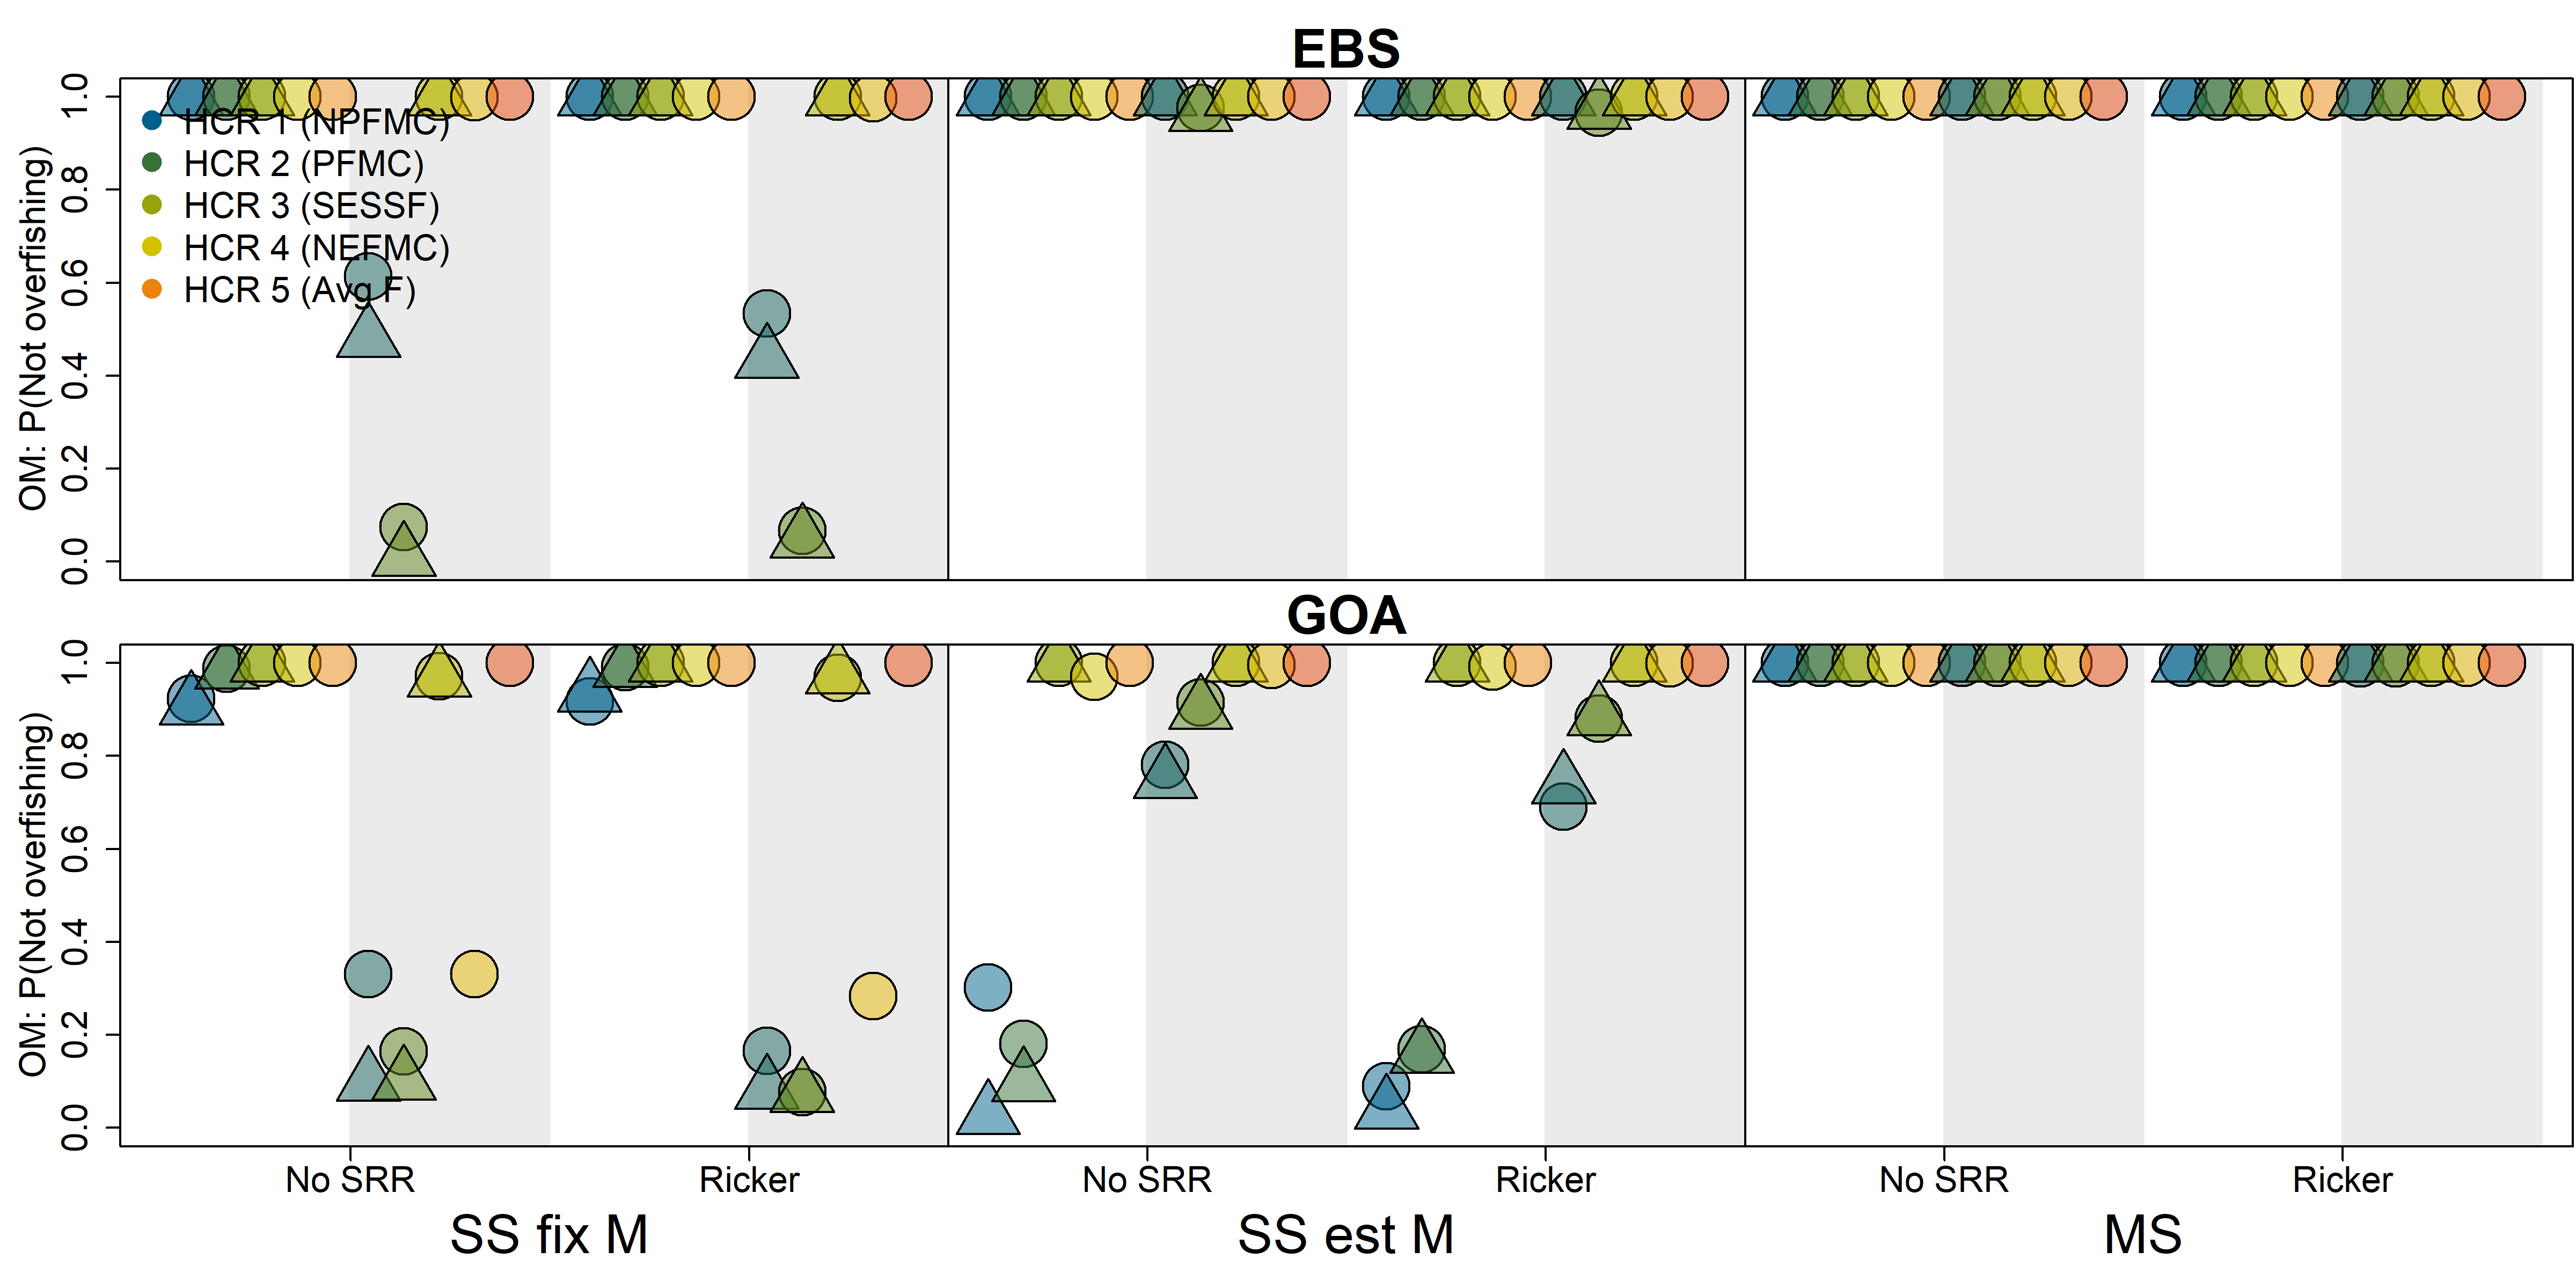 EBS
OM: P(Not overfishing)
1.0
0.8
0.6
0.4
0.2
0.0
HCR 1 (NPFMC)
HCR 2 (PFMC)
HCR 3 (SESSF)
HCR 4 (NEFMC)
HCR 5 (Avg F)
GOA
OM: P(Not overfishing)
1.0
0.8
0.6
0.4
0.2
0.0
No SRR Ricker No SRR Ricker No SRR Ricker
SS fix M SS est M MS